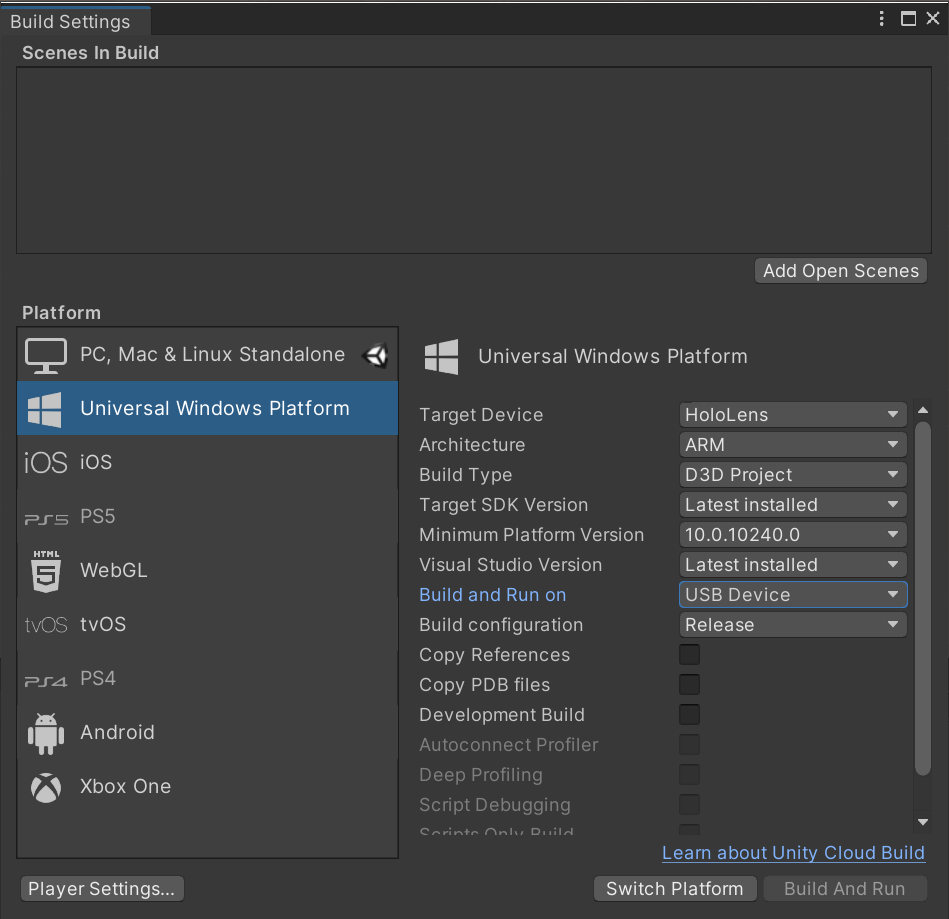 Build Settings
Scenes In Build
Add Open Scenes
Platform
PC, Mac & Linux Standalone
Universal Windows Platform
iOS iOS
PS5 PS5
HTML
5 WebGL
tvOS tvOS
PS4 PS4
Android
Xbox One
Universal Windows Platform
Target Device HoloLens
Architecture ARM
Build Type D3D Project
Target SDK Version Latest installed
Minimum Platform Version 10.0.10240.0
Visual Studio Version Latest installed
Build and Run on USB Device
Build configuration Release
Copy References
Copy PDB files
Development Build
Autoconnect Profiler
Deep Profiling
Script Debugging
Scripts Only Build
Learn about Unity Cloud Build
Player Settings... Switch Platform Build And Run